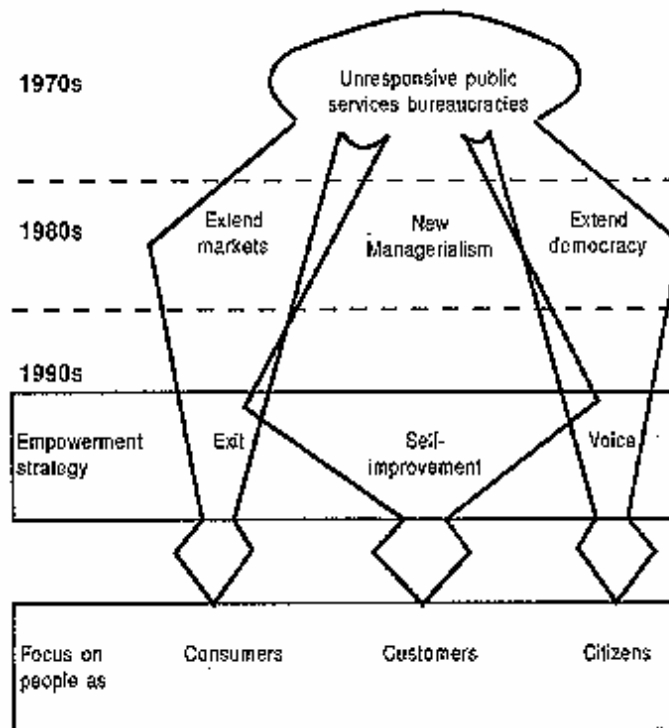 1970s
Unresponsive public
services bureaucracies
1980s
Extend
markets
New
Managerialism
Extend
democracy
1990s
Empowerment
strategy
Exit
Self-
improvement
Voice
Focus on
people as
Consumers
Customers
Citizens